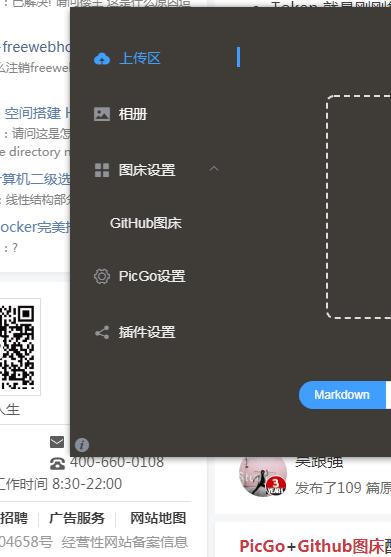 已解决! 请问楼主 这是什么原因造
Token 就是刚刚
-freewebho
么注销freewe
空间搭建 H
：请问这是怎
e directory n
计算机二级选
：线性结构部分
ocker完美
：?
上传区
相册
图床设置
GitHub图床
PicGo设置
插件设置
Markdown
人生
400-660-0108
工作时间 8:30-22:00
招聘 广告服务 网站地图
04658号 经营性网站备案信息
吴跟强
3
YEARS
发布了109 篇原
PicGo+Github图床